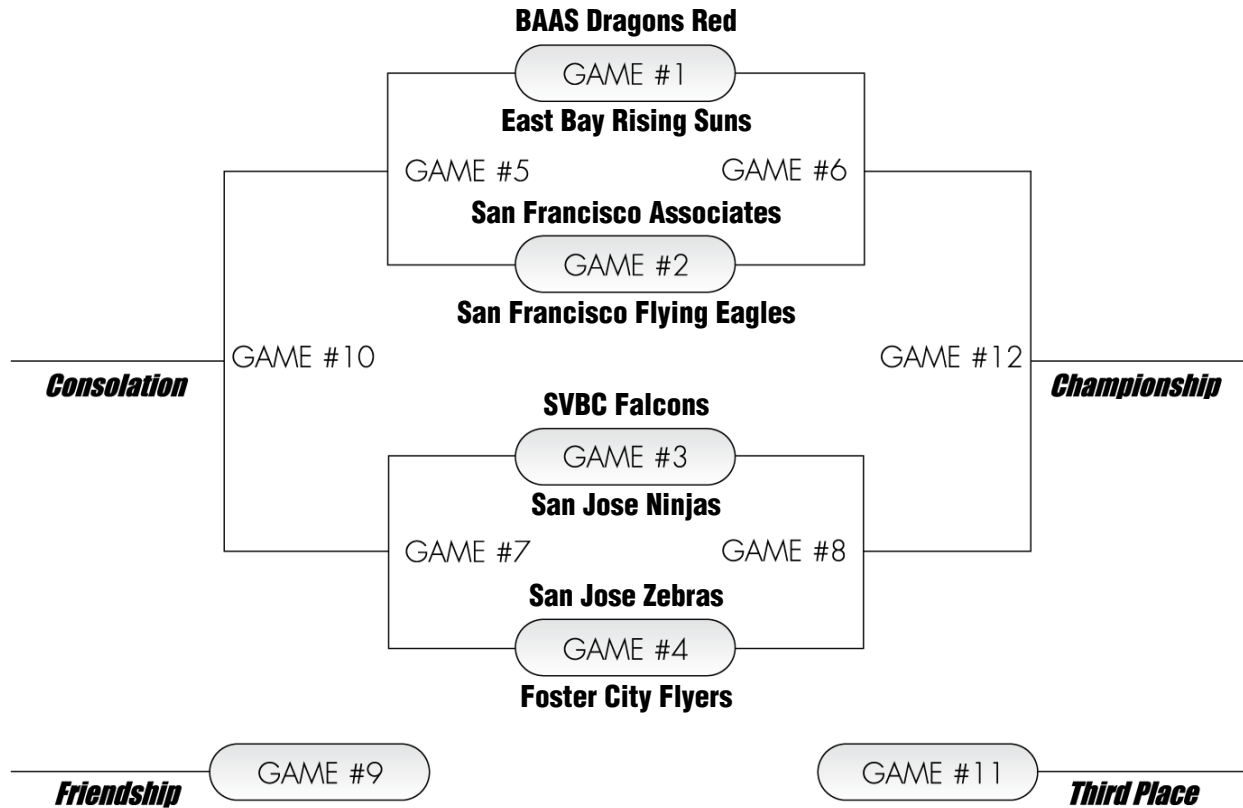 BAAS Dragons Red
GAME #1
East Bay Rising Suns
GAME #5
GAME #6
San Francisco Associates
GAME #2
San Francisco Flying Eagles
GAME #10
GAME #12
Consolation
Championship
SVBC Falcons
GAME #3
San Jose Ninjas
GAME #7
GAME #8
San Jose Zebras
GAME #4
Foster City Flyers
GAME #9
GAME #11
Friendship
Third Place